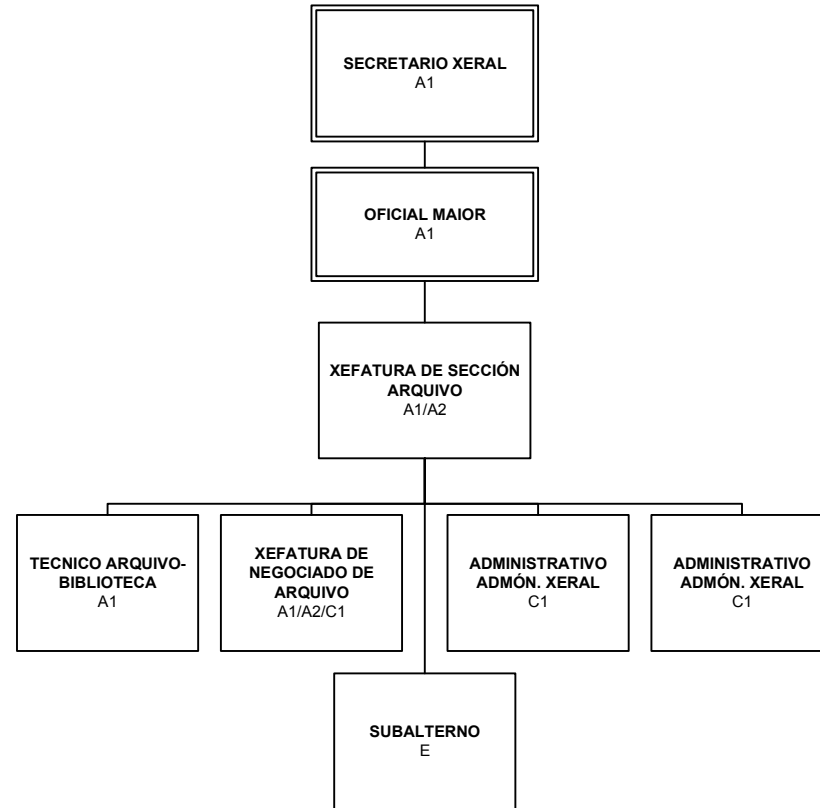 SECRETARIO XERAL
A1
OFICIAL MAIOR
A1
XEFATURA DE SECCIÓN
ARQUIVO
A1/A2
TECNICO ARQUIVO-
BIBLIOTECA
A1
XEFATURA DE
NEGOCIADO DE
ARQUIVO
A1/A2/C1
ADMINISTRATIVO
ADMÓN. XERAL
C1
ADMINISTRATIVO
ADMÓN. XERAL
C1
SUBALTERNO
E